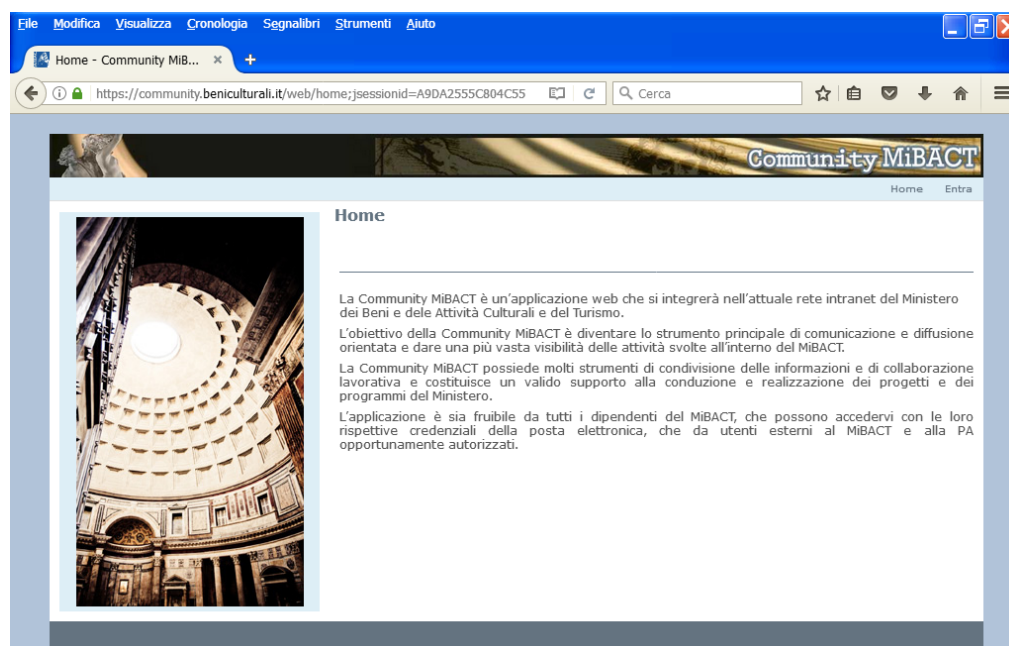 File Modifica Visualizza Cronologia Segnalibri Strumenti Aiuto
Home - Community MiB... × +
https://community.beniculturali.it/web/home;jsessionid=A9DA2555C804C55 Cerca
Community MiBACT
Home Entra
Home
La Community MiBACT è un'applicazione web che si integrerà nell'attuale rete intranet del Ministero
dei Beni e dele Attività Culturali e del Turismo.
L'obiettivo della Community MiBACT è diventare lo strumento principale di comunicazione e diffusione
orientata e dare una più vasta visibilità delle attività svolte all'interno del MiBACT.
La Community MiBACT possiede molti strumenti di condivisione delle informazioni e di collaborazione
lavorativa e costituisce un valido supporto alla conduzione e realizzazione dei progetti e dei
programmi del Ministero.
L'applicazione è sia fruibile da tutti i dipendenti del MiBACT, che possono accedervi con le loro
rispettive credenziali della posta elettronica, che da utenti esterni al MiBACT e alla PA
opportunamente autorizzati.